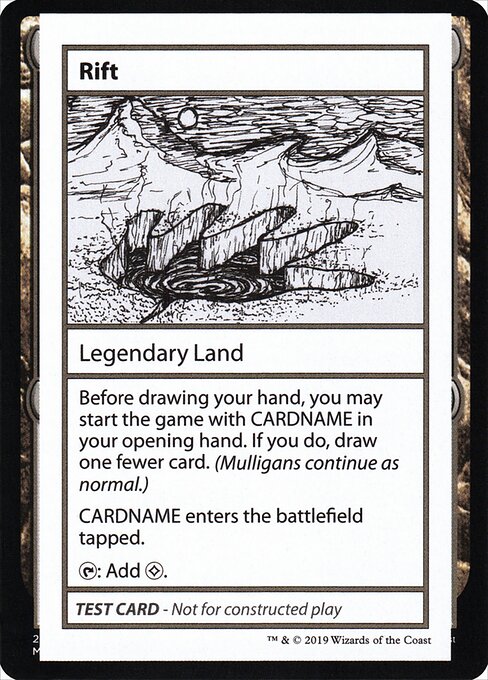 Rift
Legendary Land
Before drawing your hand, you may
start the game with CARDNAME in
your opening hand. If you do, draw
one fewer card. (Mulligans continue as
normal.)
CARDNAME enters the battlefield
tapped.
: Add .
TEST CARD - Not for constructed play
™ & © 2019 Wizards of the Coast